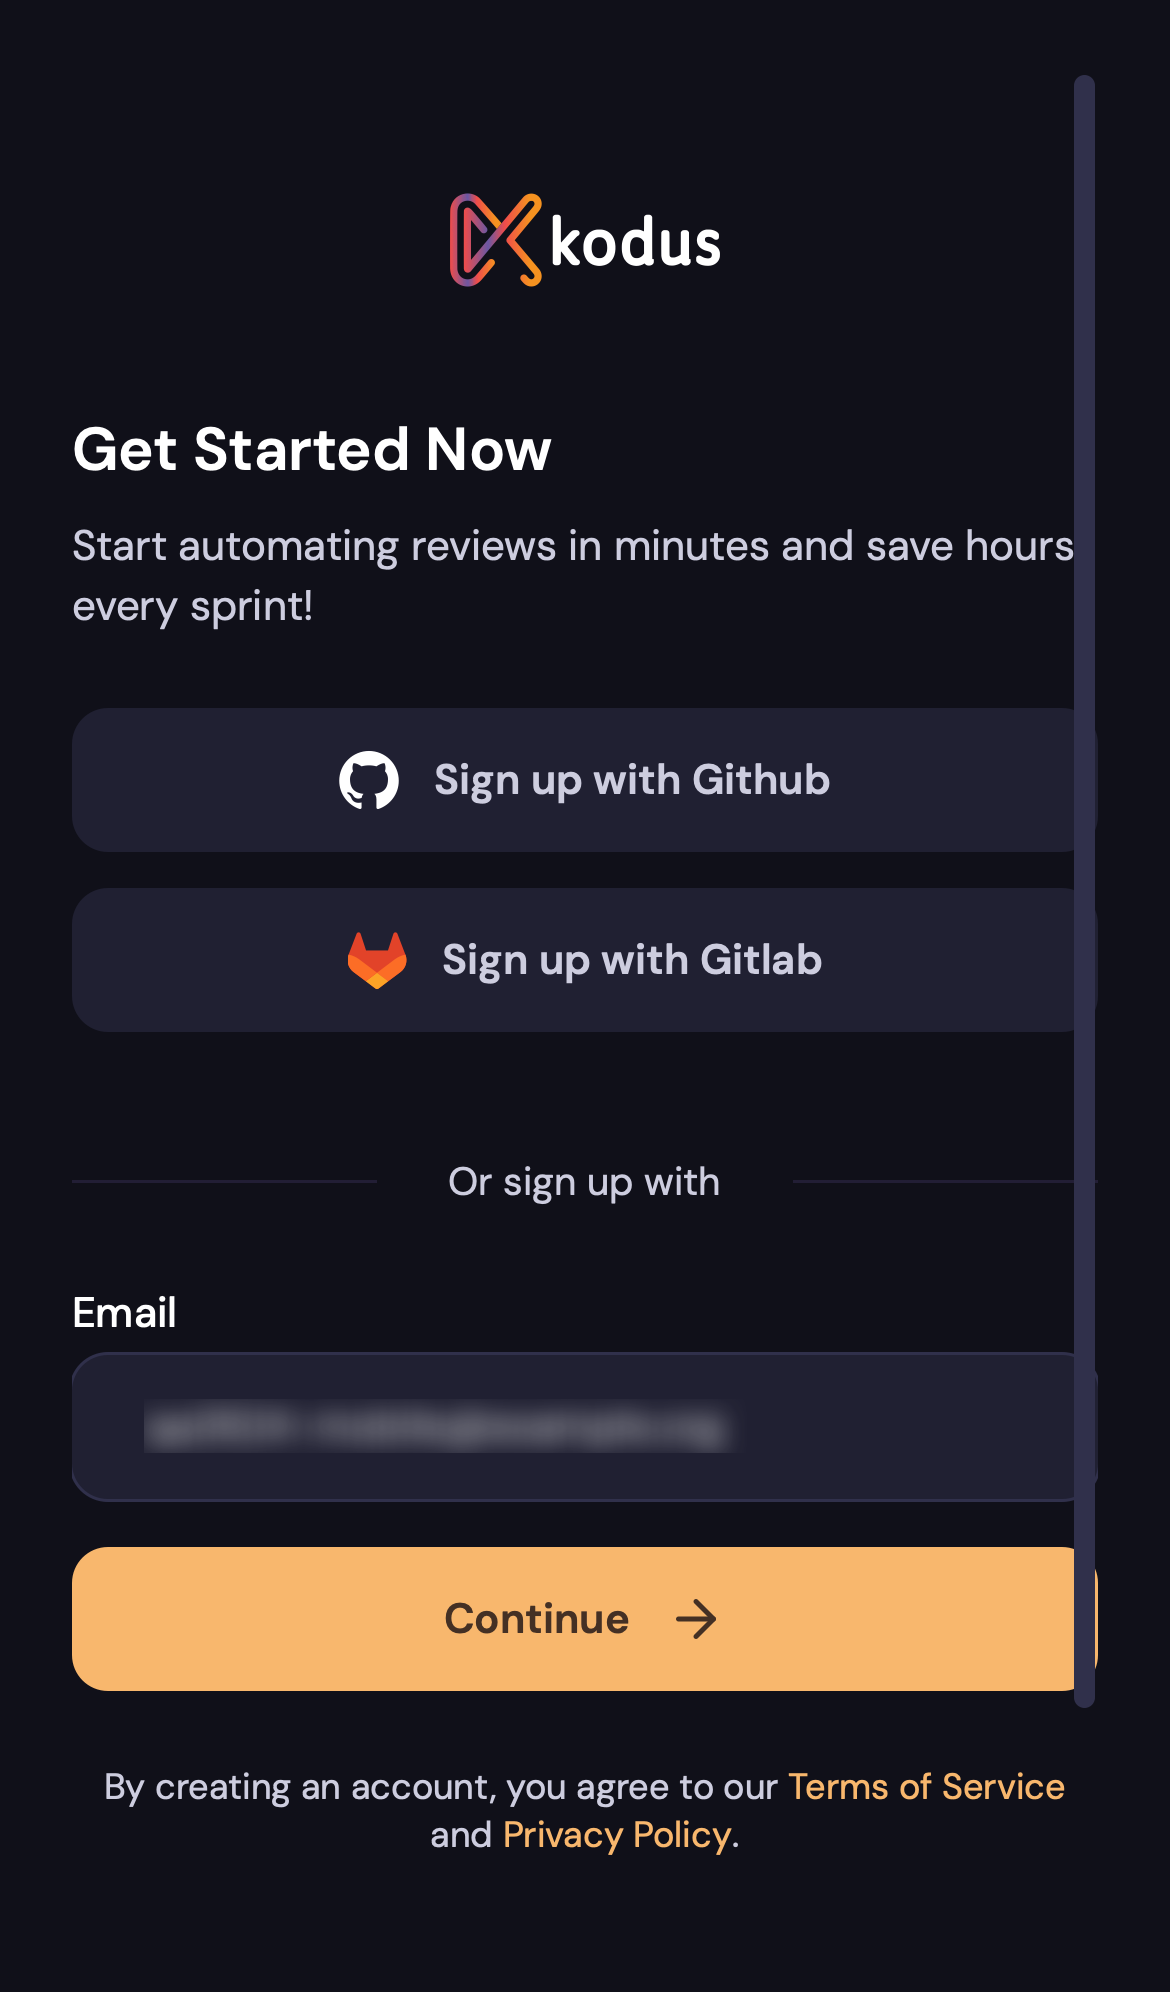 kodus
Get Started Now
Start automating reviews in minutes and save hours
every sprint!
Sign up with Github
Sign up with Gitlab
Or sign up with
Email
Continue
By creating an account, you agree to our Terms of Service
and Privacy Policy.